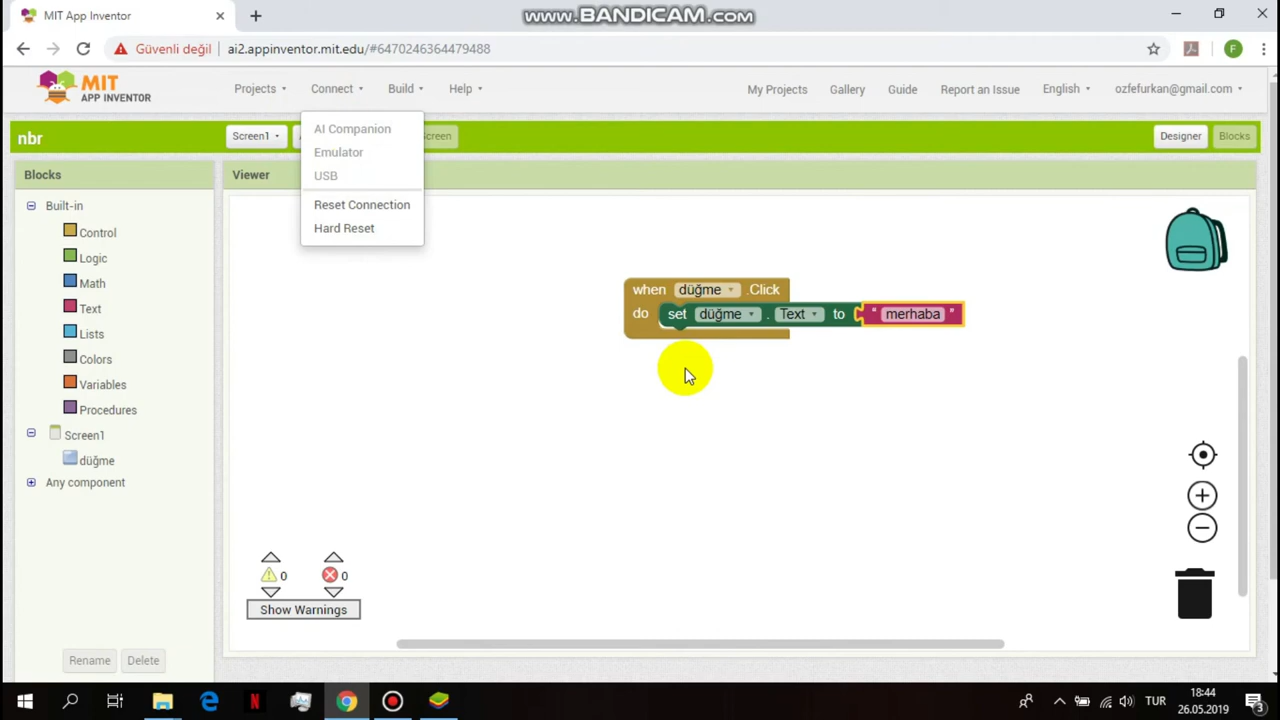 MIT App Inventor
www.BANDICAM.com
Güvenli değil
ai2.appinventor.mit.edu/#6470246364479488
F
MIT
APP INVENTOR
Projects
Connect
Build
Help
My Projects
Gallery
Guide
Report an Issue
English
ozfefurkan@gmail.com
nbr
Screen1
Screen
Designer
Blocks
AI Companion
Emulator
USB
Reset Connection
Hard Reset
Blocks
Viewer
Built-in
Control
Logic
Math
Text
Lists
Colors
Variables
Procedures
Screen1
düğme
Any component
when düğme .Click
do set düğme . Text to " merhaba "
0 0
Show Warnings
Rename Delete
TUR
18:44
26.05.2019
3